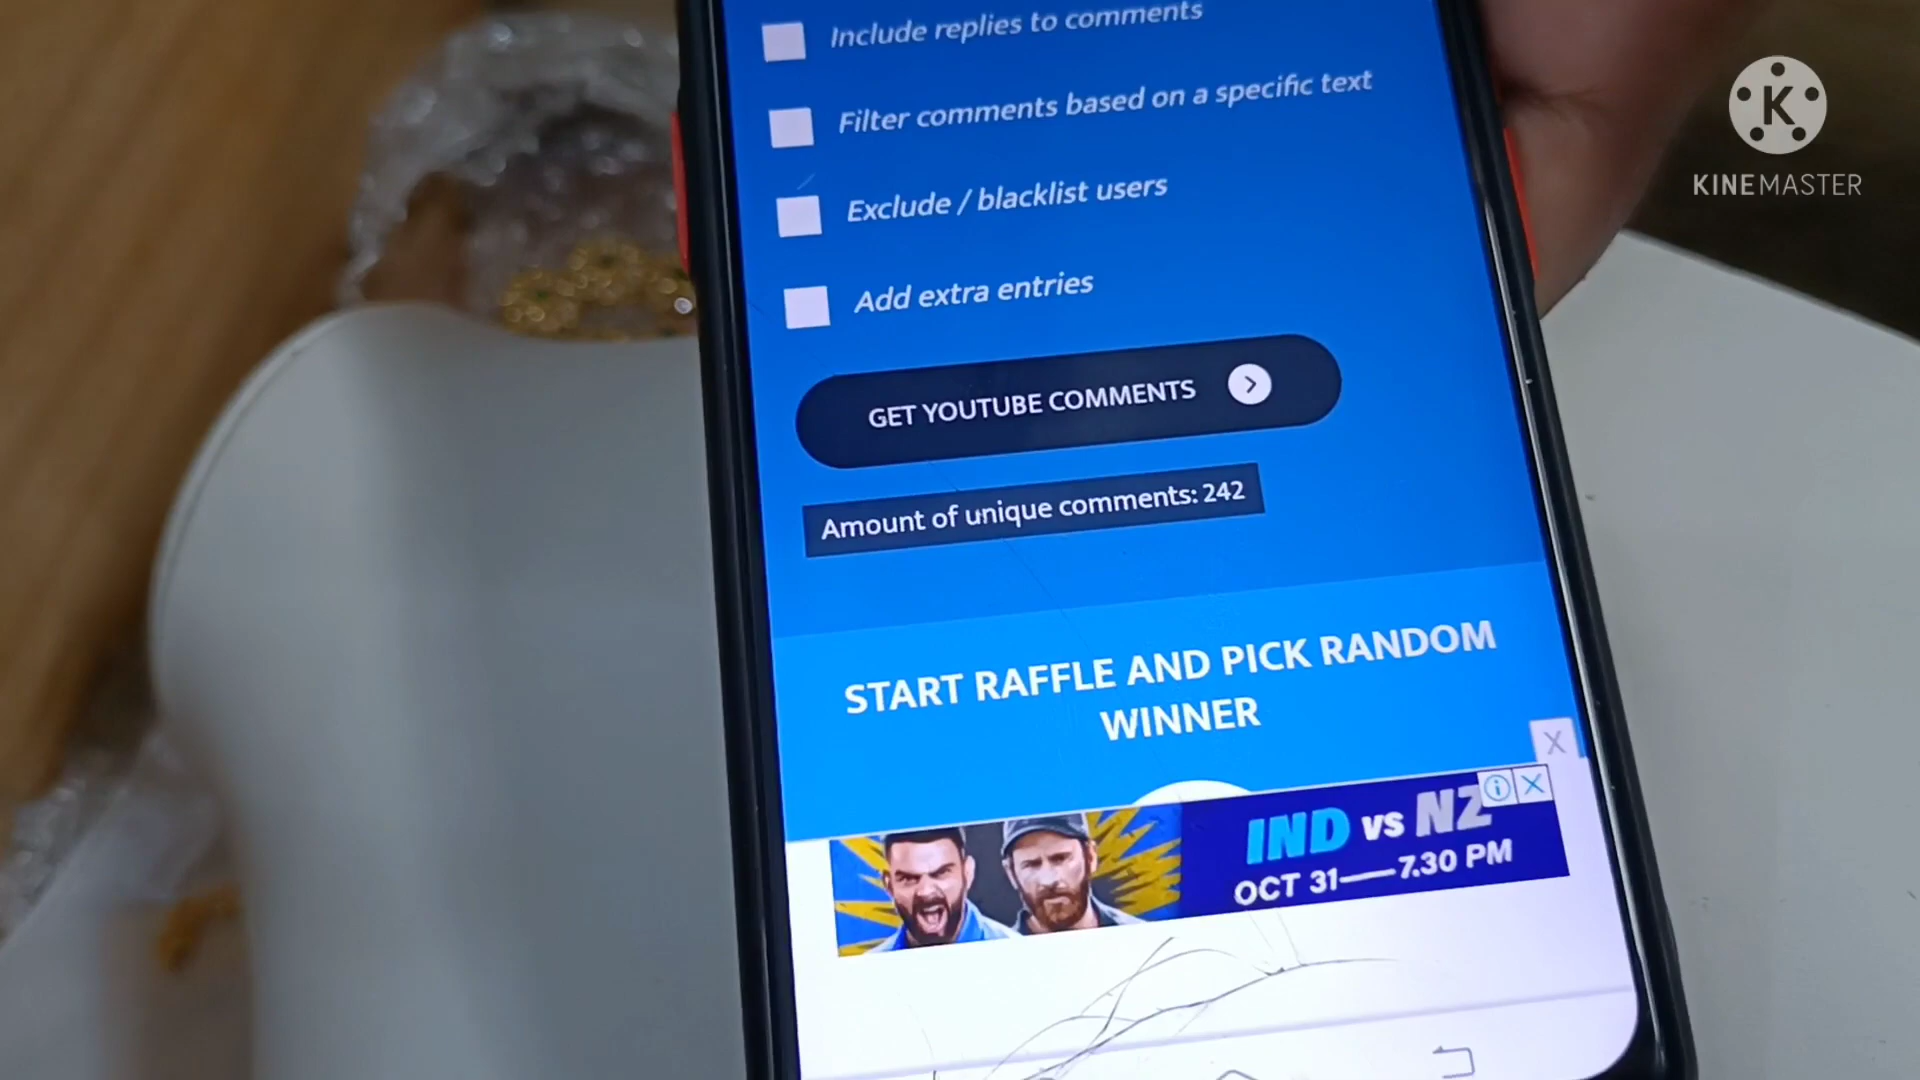 Include replies to comments
Filter comments based on a specific text
Exclude / blacklist users
Add extra entries
GET YOUTUBE COMMENTS
Amount of unique comments: 242
START RAFFLE AND PICK RANDOM
WINNER
X
IND vs NZ
OCT 31—7.30 PM
K
KINEMASTER